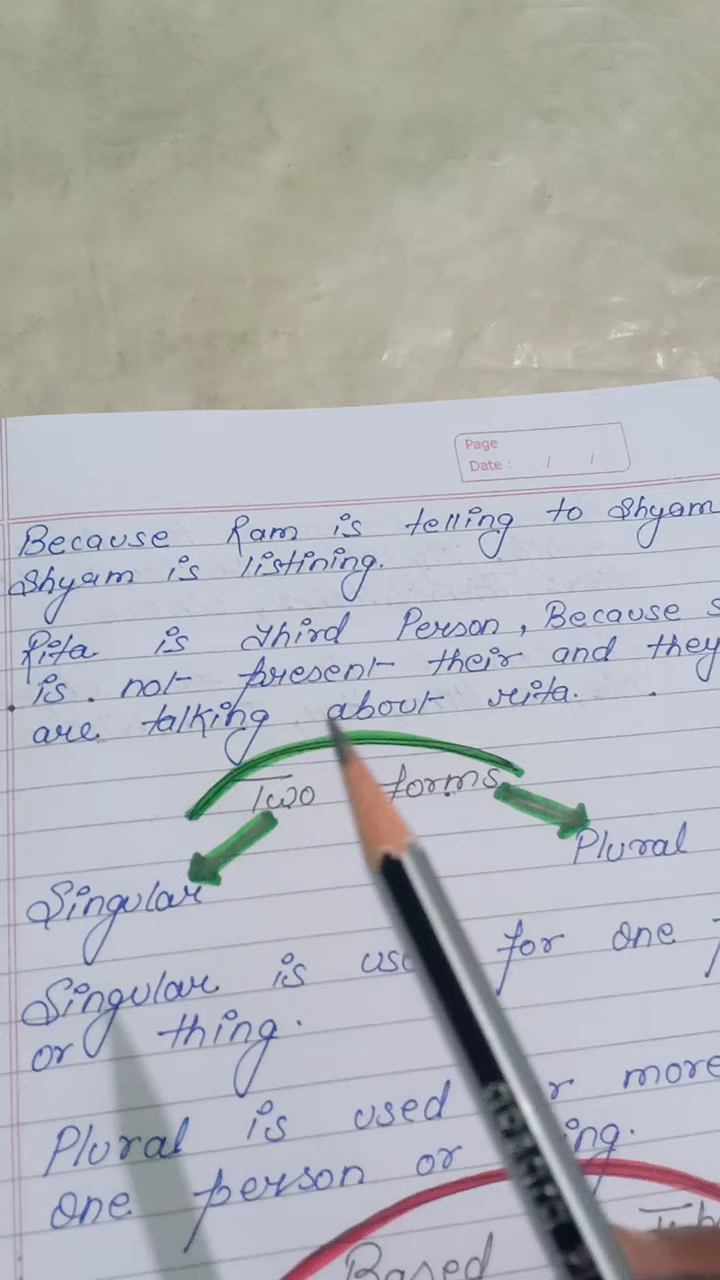 Page
Date : / /
Because Ram is telling to Shyam
Shyam is listining.
Rita is third Person, Because
is not present their and they
are talking about rita.
Two forms
Plural
Singular
Singular is for one
or thing.
Plural is used more
one person or
Based